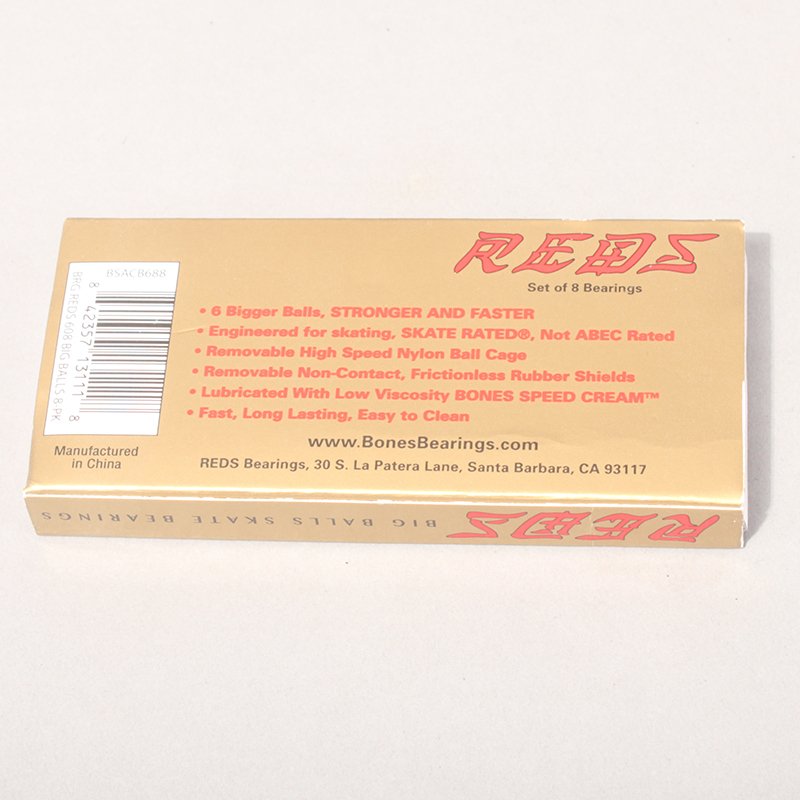 REDS
Set of 8 Bearings
• 6 Bigger Balls, STRONGER AND FASTER
• Engineered for skating, SKATE RATED®, Not ABEC Rated
• Removable High Speed Nylon Ball Cage
• Removable Non-Contact, Frictionless Rubber Shields
• Lubricated With Low Viscosity BONES SPEED CREAM™
• Fast, Long Lasting, Easy to Clean
www.BonesBearings.com
REDS Bearings, 30 S. La Patera Lane, Santa Barbara, CA 93117
BSACB688
8 42357 13111 8
BRG REDS 608 BIG BALLS 8-PK
Manufactured
in China
REDS BIG BALLS SKATE BEARINGS